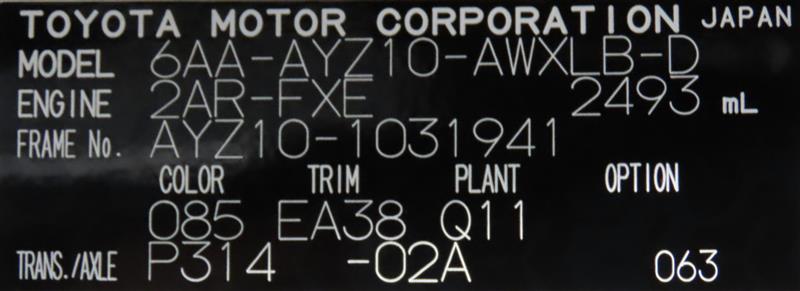 TOYOTA MOTOR CORPORATION JAPAN
MODEL 6AA-AYZ10-AWXLB-D
ENGINE 2AR-FXE 2493 mL
FRAME No. AYZ10-1031941
COLOR TRIM PLANT OPTION
085 EA38 Q11
TRANS./AXLE P314 -02A 063